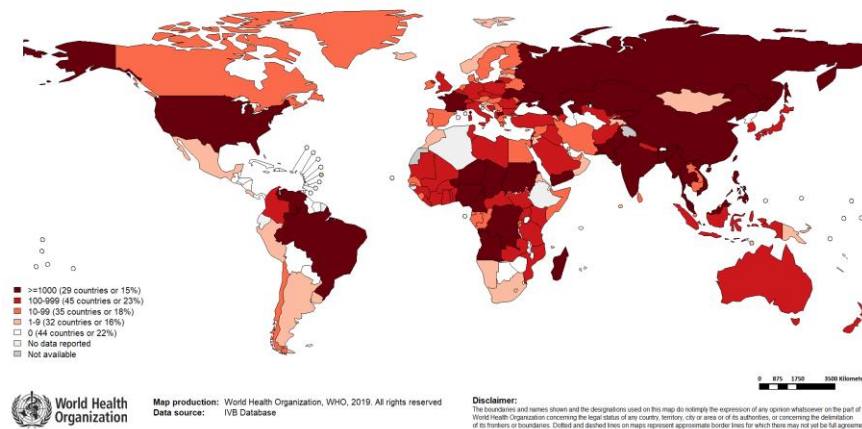 >=1000 (29 countries or 15%)
100-999 (45 countries or 23%)
10-99 (35 countries or 18%)
1-9 (32 countries or 16%)
0 (44 countries or 22%)
No data reported
Not available
0 875 1750 3500 Kilomete
World Health
Organization
Map production: World Health Organization, WHO, 2019. All rights reserved
Data source: IVB Database
Disclaimer:
The boundaries and names shown and the designations used on this map do not imply the expression of any opinion whatsoever on the part of
World Health Organization concerning the legal status of any country, territory, city or area or of its authorities, or concerning the delimitation
of its frontiers or boundaries. Dotted and dashed lines on maps represent approximate border lines for which there may not yet be full agreeme